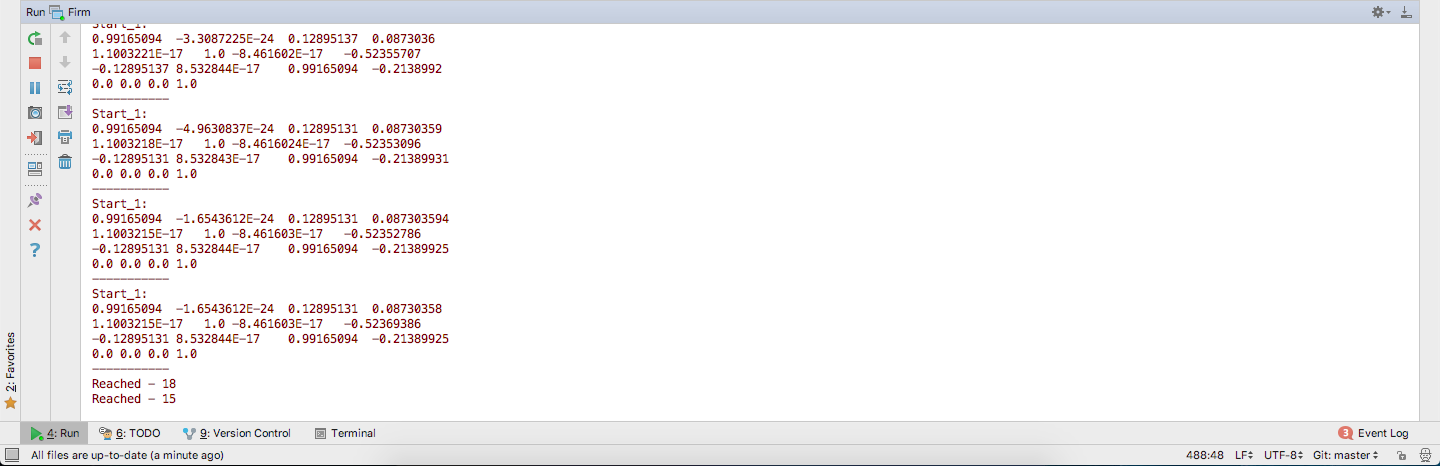 Run Firm
Start_1:
0.99165094 -3.3087225E-24 0.12895137 0.0873036
1.1003221E-17 1.0 -8.461602E-17 -0.52355707
-0.12895137 8.532844E-17 0.99165094 -0.2138992
0.0 0.0 0.0 1.0
-----------
Start_1:
0.99165094 -4.9630837E-24 0.12895131 0.08730359
1.1003218E-17 1.0 -8.4616024E-17 -0.52353096
-0.12895131 8.532843E-17 0.99165094 -0.21389931
0.0 0.0 0.0 1.0
-----------
Start_1:
0.99165094 -1.6543612E-24 0.12895131 0.087303594
1.1003215E-17 1.0 -8.461603E-17 -0.52352786
-0.12895131 8.532844E-17 0.99165094 -0.21389925
0.0 0.0 0.0 1.0
-----------
Start_1:
0.99165094 -1.6543612E-24 0.12895131 0.08730358
1.1003215E-17 1.0 -8.461603E-17 -0.52369386
-0.12895131 8.532844E-17 0.99165094 -0.21389925
0.0 0.0 0.0 1.0
-----------
Reached - 18
Reached - 15
2: Favorites
4: Run 6: TODO 9: Version Control Terminal 3 Event Log
All files are up-to-date (a minute ago) 488:48 LF UTF-8 Git: master